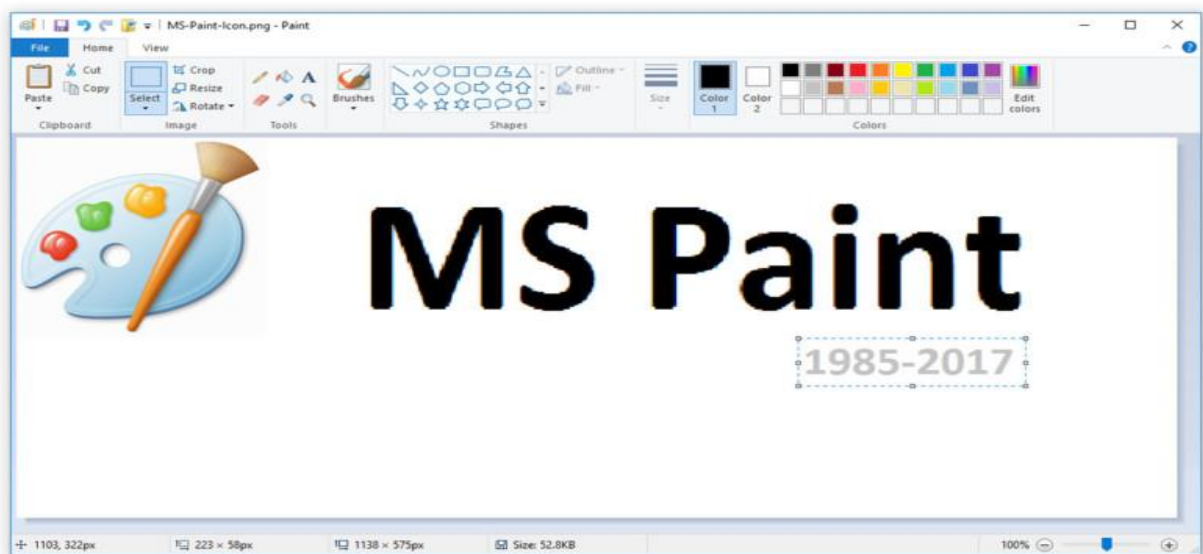 MS-Paint-Icon.png - Paint
File Home View
Paste
Cut
Copy
Clipboard
Select
Crop
Resize
Rotate
Image
A
Tools
Brushes
Shapes
Outline
Fill
Size
Color 1
Color 2
Edit colors
Colors
MS Paint
1985-2017
1103, 322px 223 × 58px 1138 × 575px Size: 52.8KB 100%